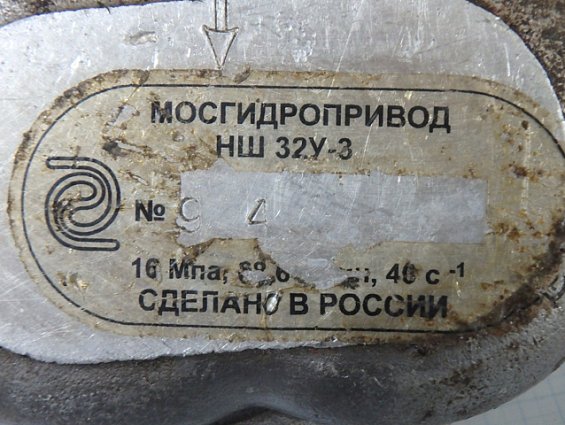 МОСГИДРОПРИВОД
НШ 32У-3
№
16 Мпа, 40 с -1
СДЕЛАНО В РОССИИ